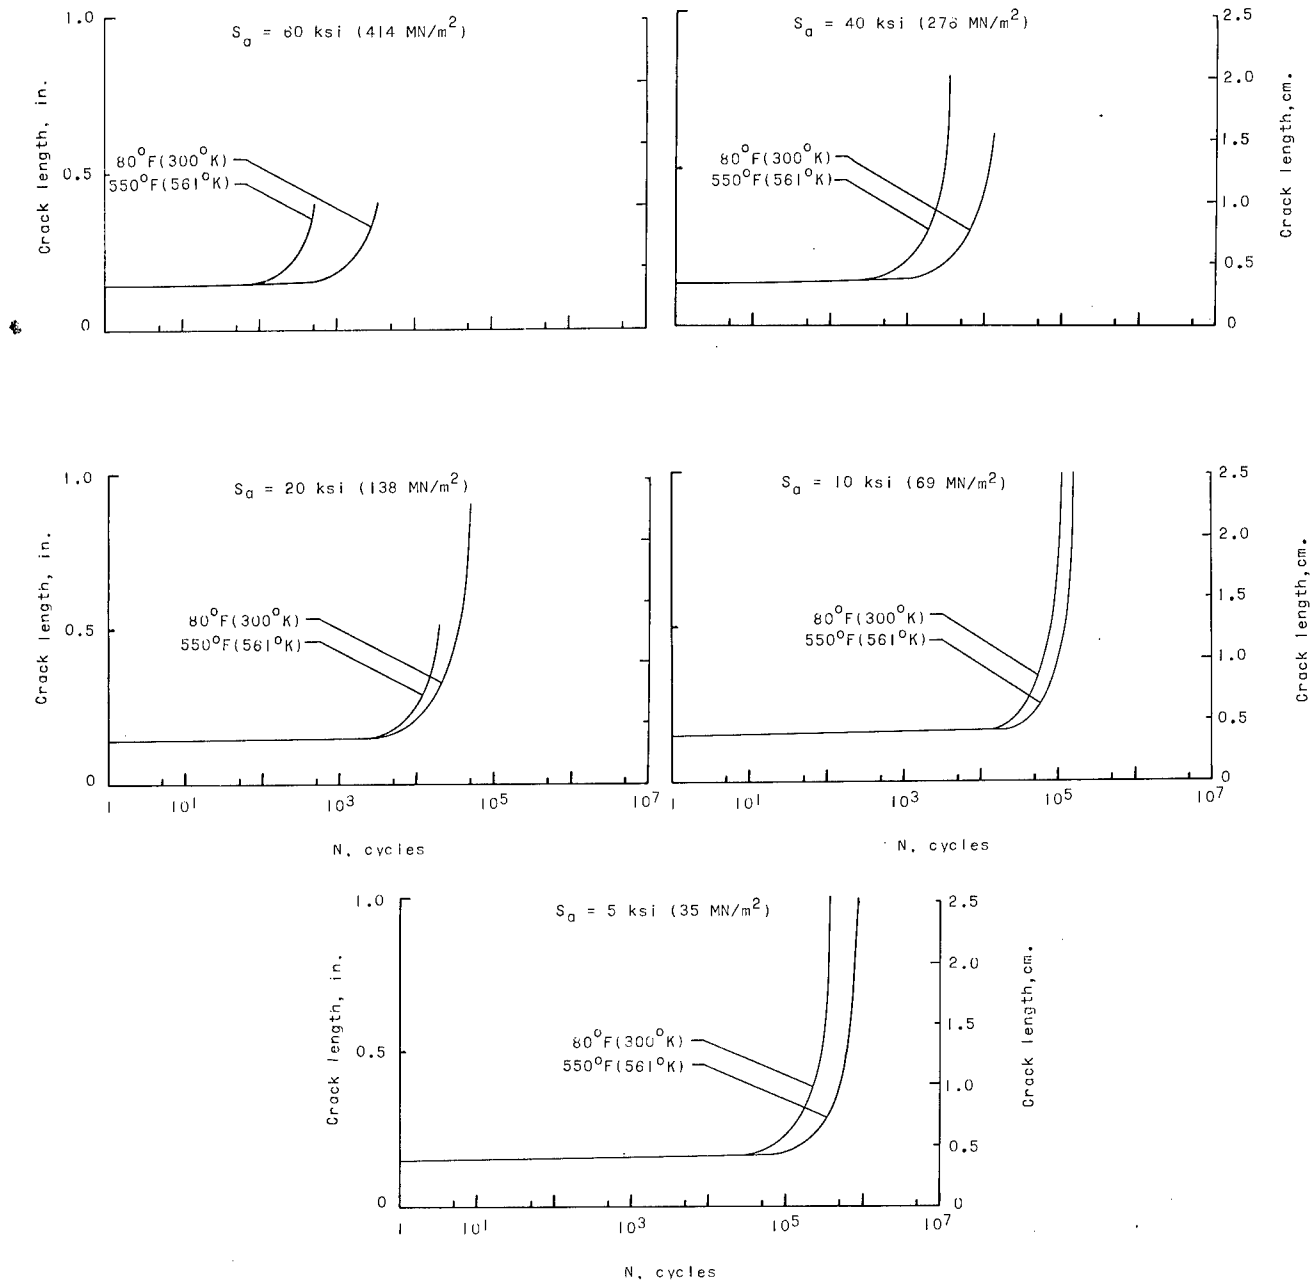 Sₐ = 60 ksi (414 MN/m²)
1.0
0.5
0
Crack length, in.
80°F(300°K)
550°F(561°K)
Sₐ = 40 ksi (276 MN/m²)
80°F(300°K)
550°F(561°K)
2.5
2.0
1.5
1.0
0.5
0
Crack length,cm.
Sₐ = 20 ksi (138 MN/m²)
1.0
0.5
0
Crack length, in.
80°F(300°K)
550°F(561°K)
1 10¹ 10³ 10⁵ 10⁷
N, cycles
Sₐ = 10 ksi (69 MN/m²)
80°F(300°K)
550°F(561°K)
2.5
2.0
1.5
1.0
0.5
0
Crack length,cm.
1 10¹ 10³ 10⁵ 10⁷
N, cycles
Sₐ = 5 ksi (35 MN/m²)
1.0
0.5
0
Crack length, in.
80°F(300°K)
550°F(561°K)
2.5
2.0
1.5
1.0
0.5
0
Crack length,cm.
1 10¹ 10³ 10⁵ 10⁷
N, cycles